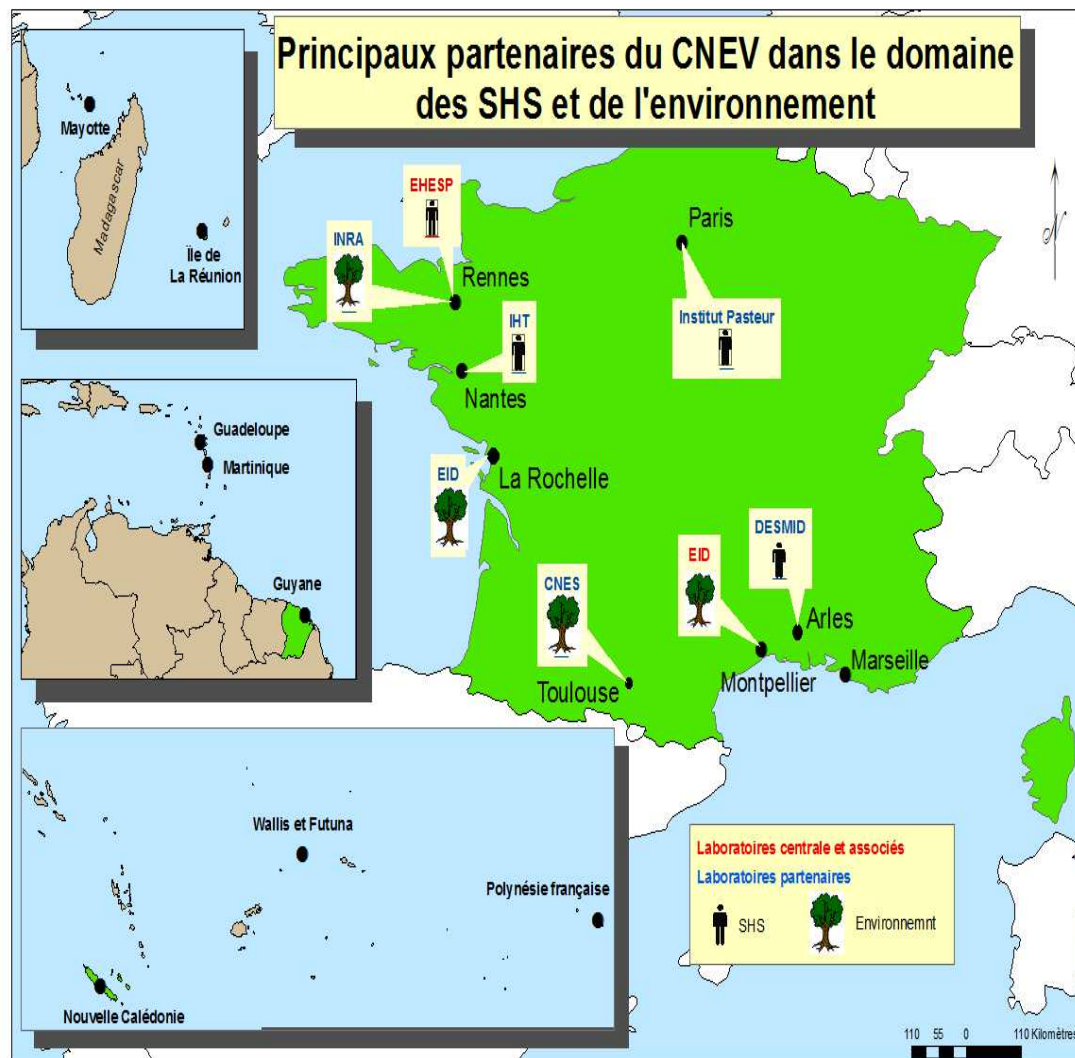 Principaux partenaires du CNEV dans le domaine
des SHS et de l'environnement
Mayotte
Madagascar
Île de
La Réunion
EHESP
INRA
Rennes
Paris
Institut Pasteur
IHT
Nantes
Guadeloupe
Martinique
Guyane
EID
La Rochelle
CNES
Toulouse
EID
Montpellier
DESMID
Arles
Marseille
Wallis et Futuna
Polynésie française
Nouvelle Calédonie
Laboratoires centrale et associés
Laboratoires partenaires
SHS
Environnemnt
N
110 55 0 110 Kilomètres